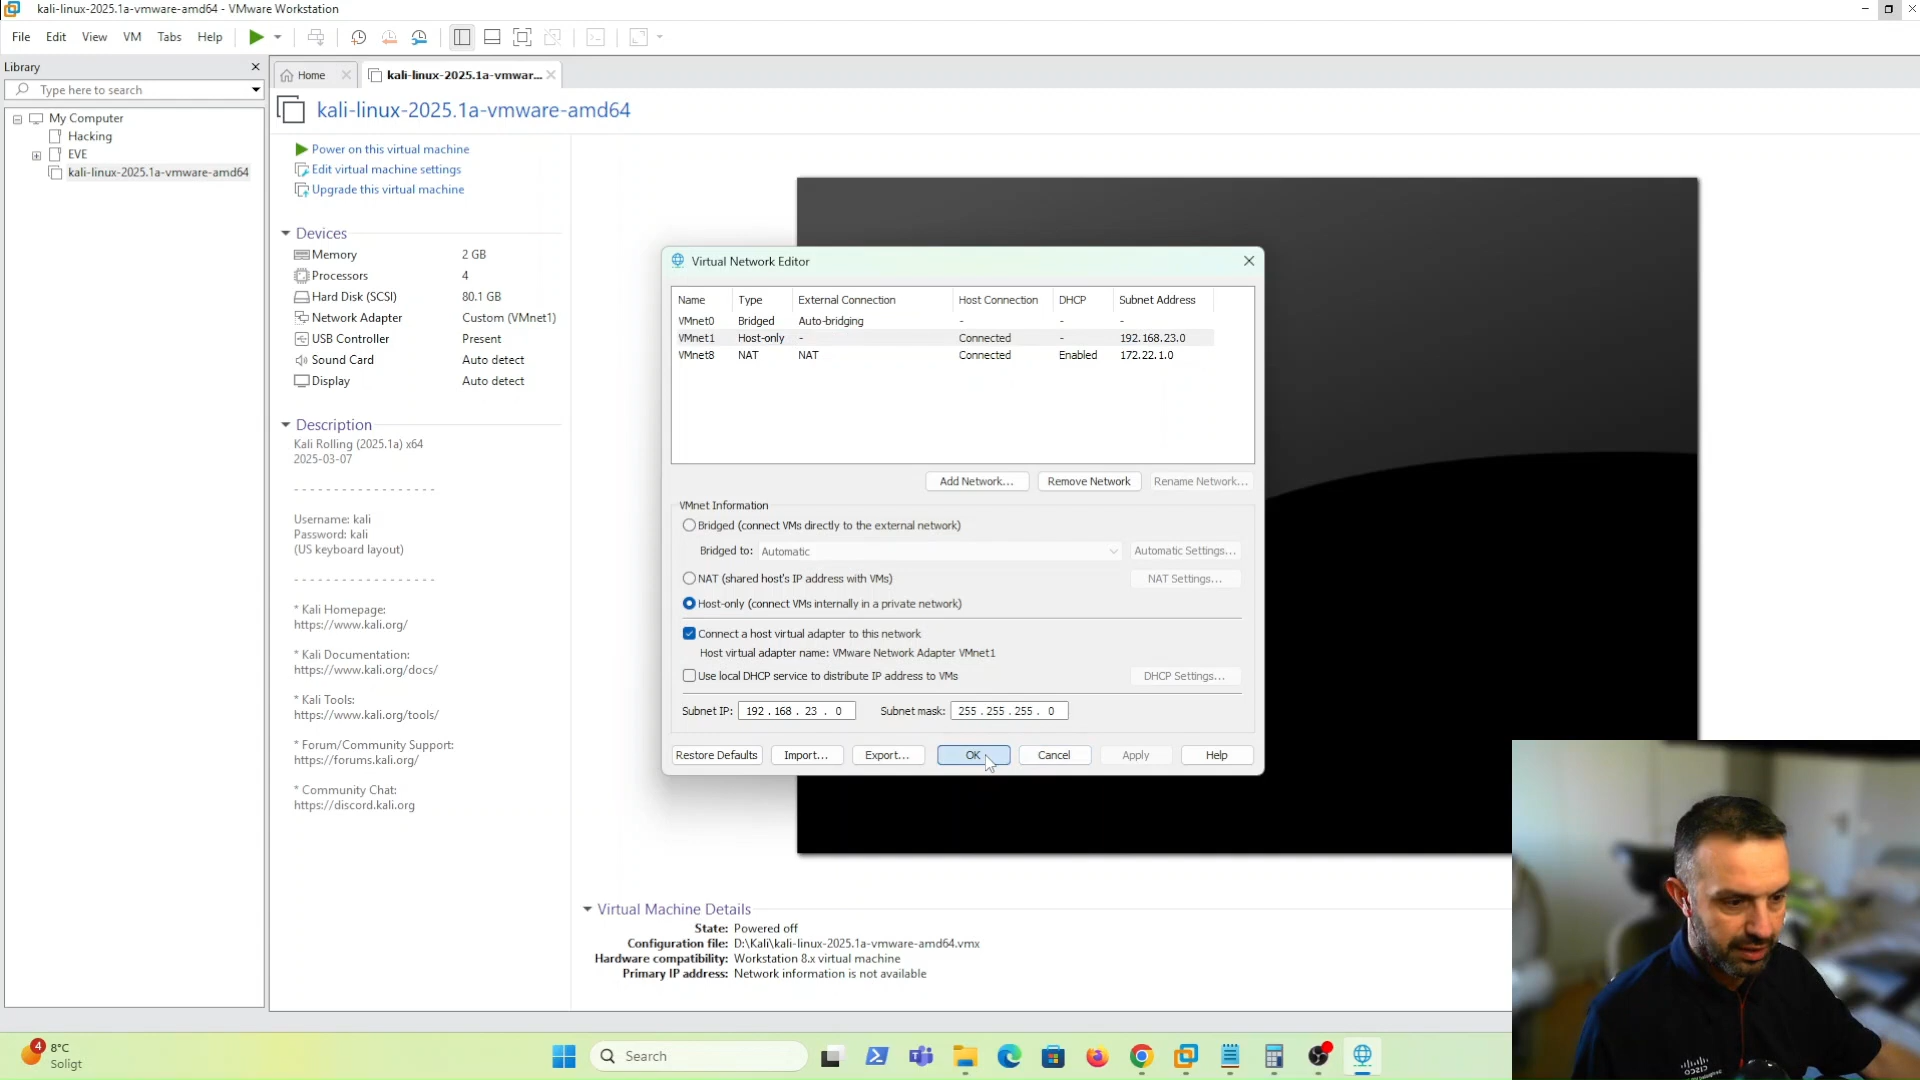 kali-linux-2025.1a-vmware-amd64 - VMware Workstation
File Edit View VM Tabs Help
Library
Type here to search
My Computer
Hacking
EVE
kali-linux-2025.1a-vmware-amd64
Home
kali-linux-2025.1a-vmwar...
kali-linux-2025.1a-vmware-amd64
Power on this virtual machine
Edit virtual machine settings
Upgrade this virtual machine
Devices
Memory 2 GB
Processors 4
Hard Disk (SCSI) 80.1 GB
Network Adapter Custom (VMnet1)
USB Controller Present
Sound Card Auto detect
Display Auto detect
Description
Kali Rolling (2025.1a) x64
2025-03-07
- - - - - - - - - - - - - - - - - -
Username: kali
Password: kali
(US keyboard layout)
- - - - - - - - - - - - - - - - - -
* Kali Homepage:
https://www.kali.org/
* Kali Documentation:
https://www.kali.org/docs/
* Kali Tools:
https://www.kali.org/tools/
* Forum/Community Support:
https://forums.kali.org/
* Community Chat:
https://discord.kali.org
Virtual Network Editor
Name Type External Connection Host Connection DHCP Subnet Address
VMnet0 Bridged Auto-bridging - - -
VMnet1 Host-only - Connected - 192.168.23.0
VMnet8 NAT NAT Connected Enabled 172.22.1.0
Add Network... Remove Network Rename Network...
VMnet Information
Bridged (connect VMs directly to the external network)
Bridged to: Automatic Automatic Settings...
NAT (shared host's IP address with VMs) NAT Settings...
Host-only (connect VMs internally in a private network)
Connect a host virtual adapter to this network
Host virtual adapter name: VMware Network Adapter VMnet1
Use local DHCP service to distribute IP address to VMs DHCP Settings...
Subnet IP: 192 . 168 . 23 . 0 Subnet mask: 255 . 255 . 255 . 0
Restore Defaults Import... Export... OK Cancel Apply Help
Virtual Machine Details
State: Powered off
Configuration file: D:\Kali\kali-linux-2025.1a-vmware-amd64.vmx
Hardware compatibility: Workstation 8.x virtual machine
Primary IP address: Network information is not available
4
8°C
Soligt
Search
CISCO